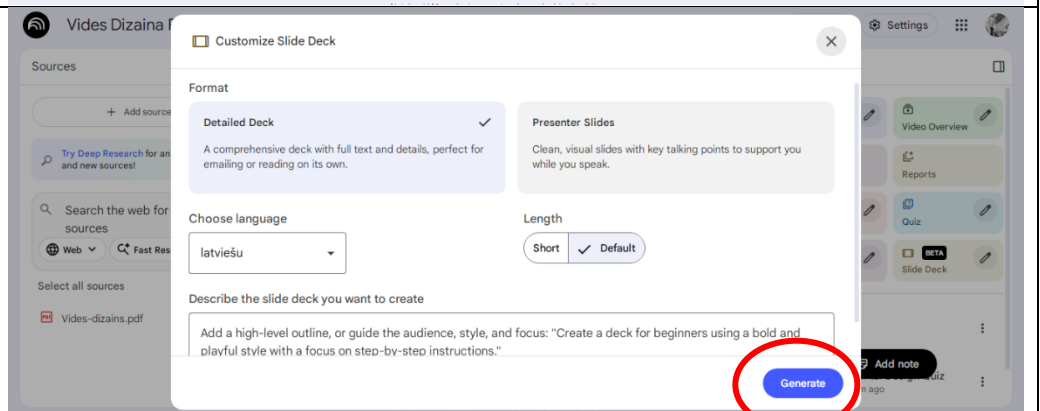 Vides Dizaina
Settings
Customize Slide Deck
Sources
+ Add source
Try Deep Research for an
and new sources!
Search the web for
sources
Web
Fast Res
Select all sources
PDF
Vides-dizains.pdf
Format
Detailed Deck
A comprehensive deck with full text and details, perfect for
emailing or reading on its own.
Presenter Slides
Clean, visual slides with key talking points to support you
while you speak.
Choose language
latviešu
Length
Short
Default
Describe the slide deck you want to create
Add a high-level outline, or guide the audience, style, and focus: "Create a deck for beginners using a bold and
playful style with a focus on step-by-step instructions."
Generate
Video Overview
Reports
Quiz
BETA
Slide Deck
Add note
uiz
m ago